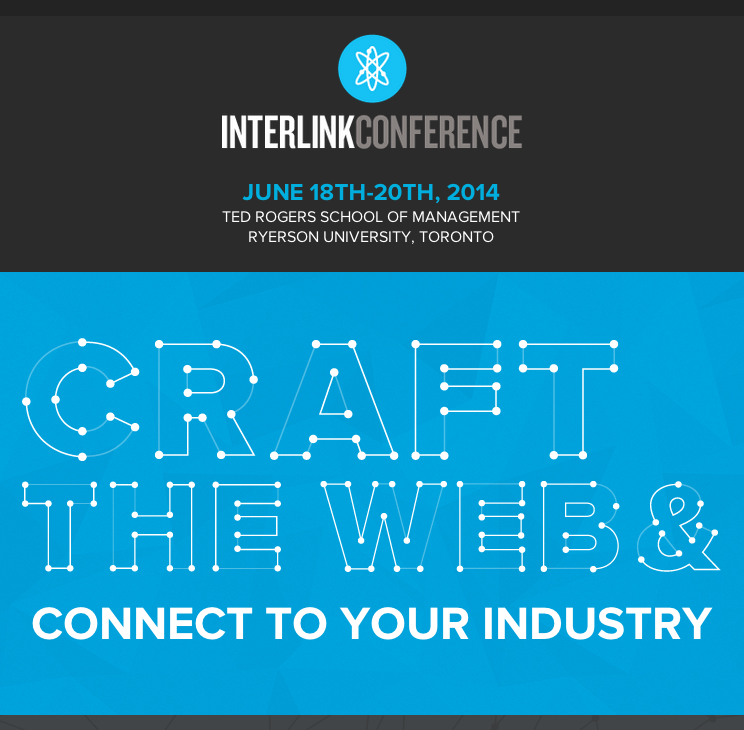 INTERLINKCONFERENCE
JUNE 18TH-20TH, 2014
TED ROGERS SCHOOL OF MANAGEMENT
RYERSON UNIVERSITY, TORONTO
CRAFT
THE WEB &
CONNECT TO YOUR INDUSTRY